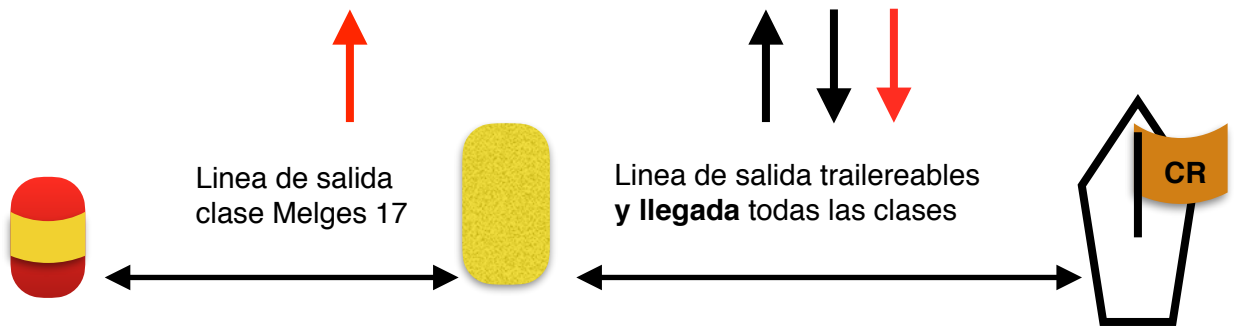 Linea de salida
clase Melges 17
Linea de salida trailereables
y llegada todas las clases
CR